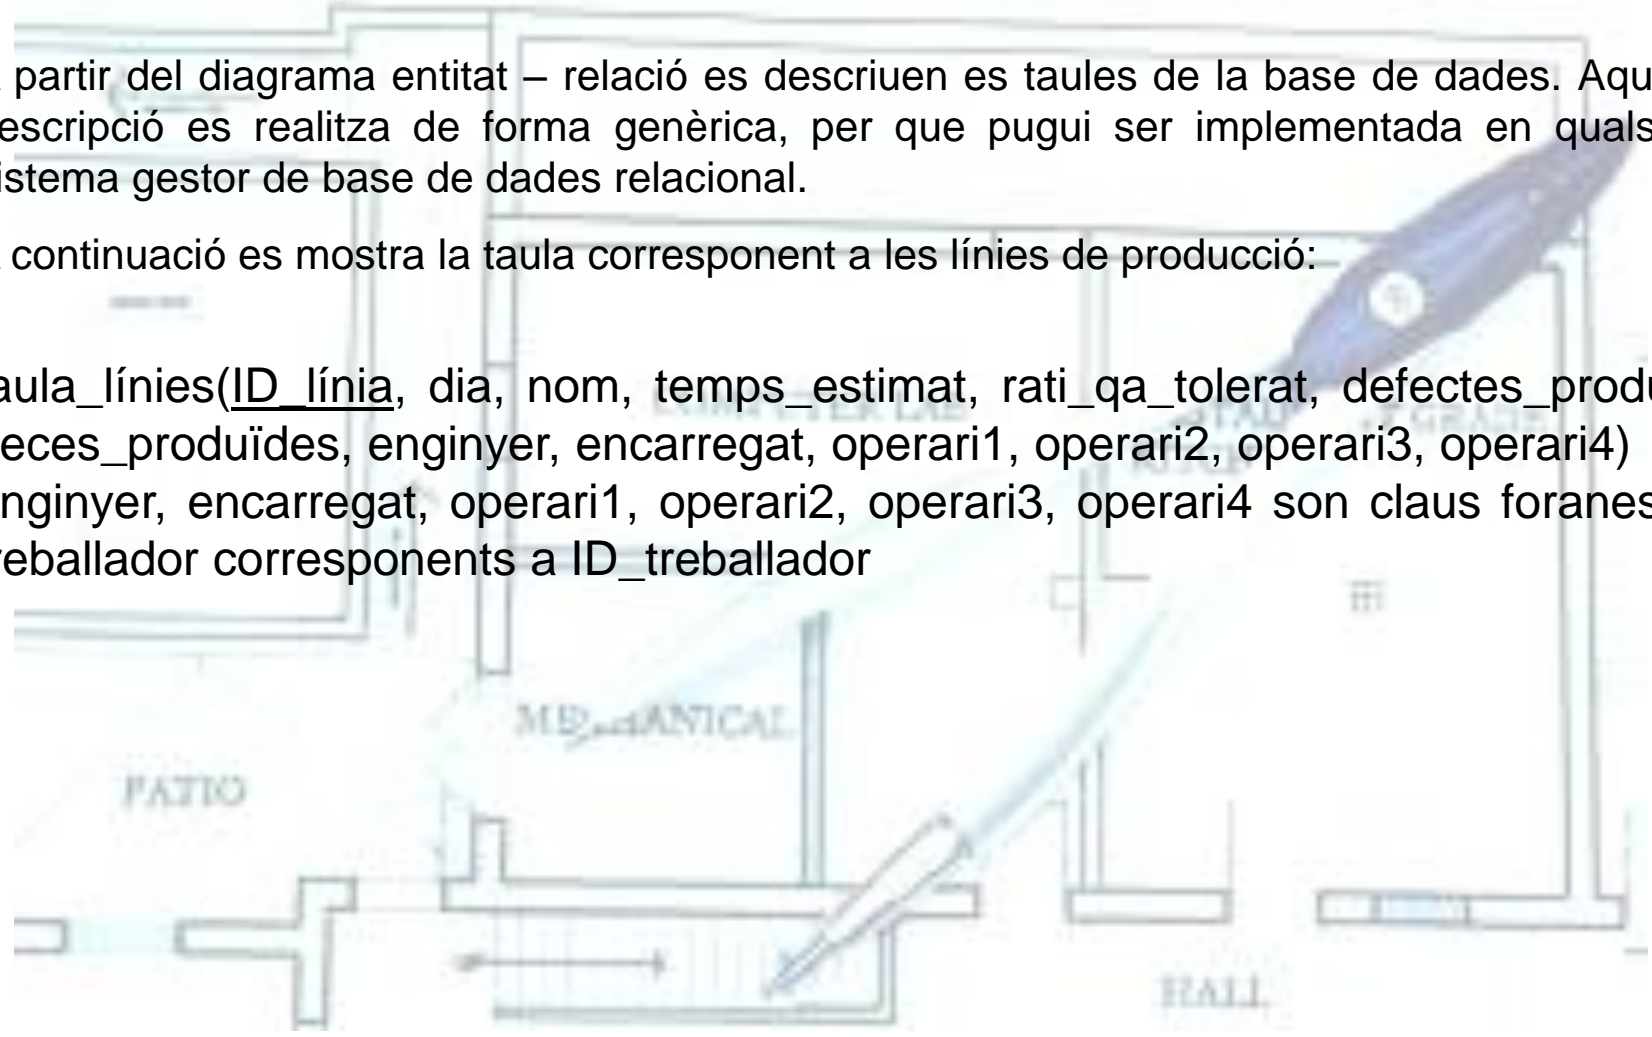 partir del diagrama entitat – relació es descriuen es taules de la base de dades. Aqu
escripció es realitza de forma genèrica, per que pugui ser implementada en quals
istema gestor de base de dades relacional.
continuació es mostra la taula corresponent a les línies de producció:
aula_línies(ID_línia, dia, nom, temps_estimat, rati_qa_tolerat, defectes_produ
eces_produïdes, enginyer, encarregat, operari1, operari2, operari3, operari4)
nginyer, encarregat, operari1, operari2, operari3, operari4 son claus foranes
reballador corresponents a ID_treballador
PATIO
HALL